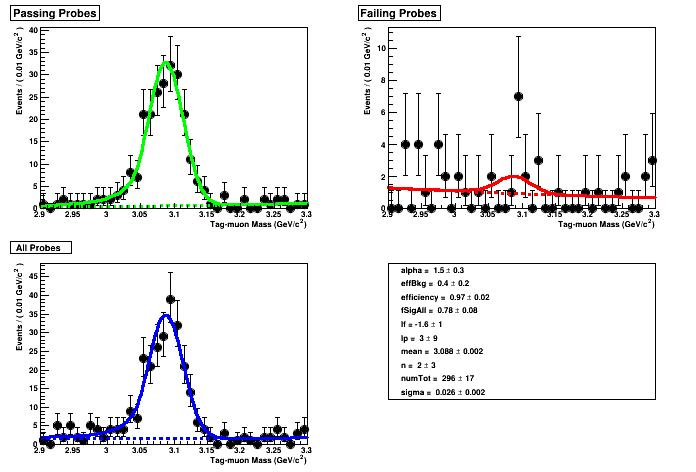 Passing Probes
Events / ( 0.01 GeV/c² )
40
35
30
25
20
15
10
5
0
2.9 2.95 3 3.05 3.1 3.15 3.2 3.25 3.3
Tag-muon Mass (GeV/c²)
Failing Probes
Events / ( 0.01 GeV/c² )
10
8
6
4
2
0
2.9 2.95 3 3.05 3.1 3.15 3.2 3.25 3.3
Tag-muon Mass (GeV/c²)
All Probes
Events / ( 0.01 GeV/c² )
45
40
35
30
25
20
15
10
5
0
2.9 2.95 3 3.05 3.1 3.15 3.2 3.25 3.3
Tag-muon Mass (GeV/c²)
alpha = 1.5 ± 0.3
effBkg = 0.4 ± 0.2
efficiency = 0.97 ± 0.02
fSigAll = 0.78 ± 0.08
lf = -1.6 ± 1
lp = 3 ± 9
mean = 3.088 ± 0.002
n = 2 ± 3
numTot = 296 ± 17
sigma = 0.026 ± 0.002